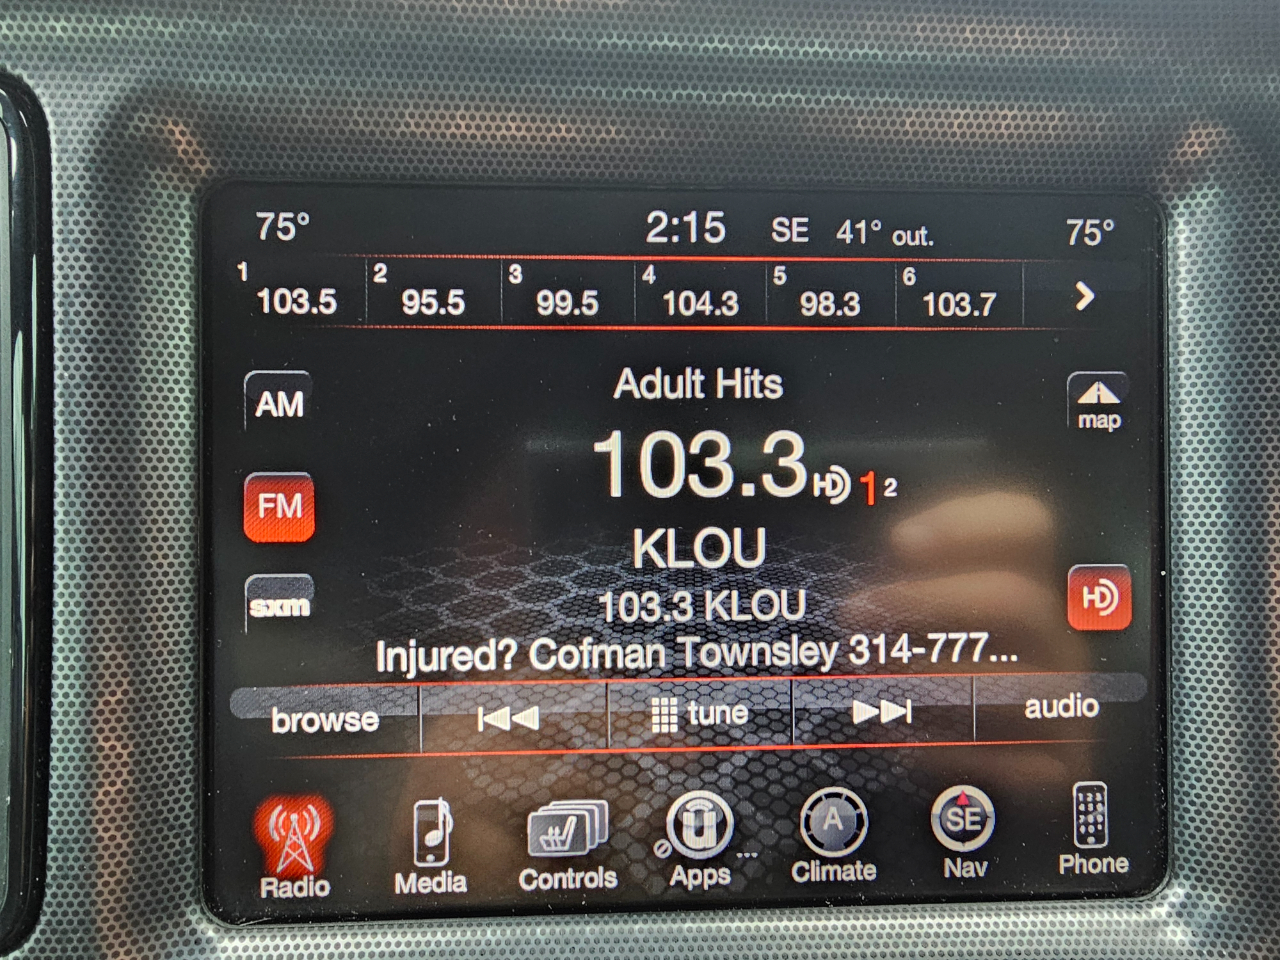 75° 2:15 SE 41° out. 75°
1 103.5 2 95.5 3 99.5 4 104.3 5 98.3 6 103.7
Adult Hits
AM
map
103.3 HD 1 2
FM
KLOU
HD
sxm
103.3 KLOU
Injured? Cofman Townsley 314-777...
browse tune audio
A SE
Radio Media Controls Apps ... Climate Nav Phone